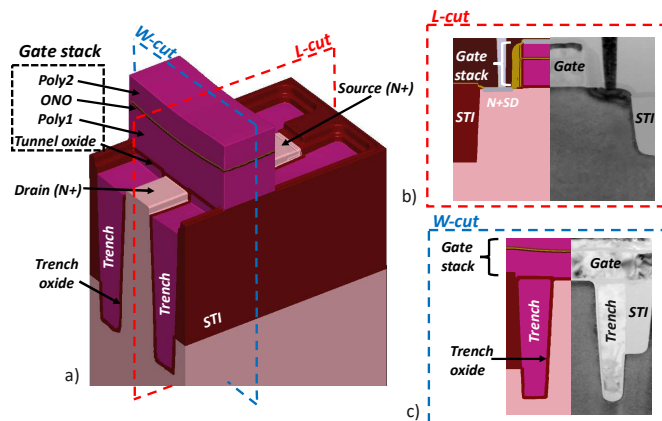 Gate stack
Poly2
ONO
Poly1
Tunnel oxide
Drain (N+)
Trench
oxide
Trench
Trench
STI
W-cut
L-cut
Source (N+)
a)
L-cut
Gate
stack
Gate
N+SD
STI
STI
b)
W-cut
Gate
stack
Gate
Trench
Trench
STI
Trench
oxide
c)